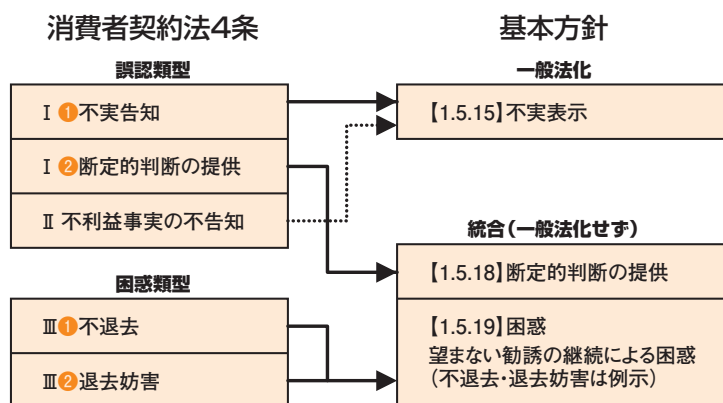 消費者契約法4条
誤認類型
Ⅰ ❶不実告知
Ⅰ ❷断定的判断の提供
Ⅱ 不利益事実の不告知
困惑類型
Ⅲ❶不退去
Ⅲ❷退去妨害
基本方針
一般法化
【1.5.15】不実表示
統合(一般法化せず)
【1.5.18】断定的判断の提供
【1.5.19】困惑
望まない勧誘の継続による困惑
(不退去・退去妨害は例示)